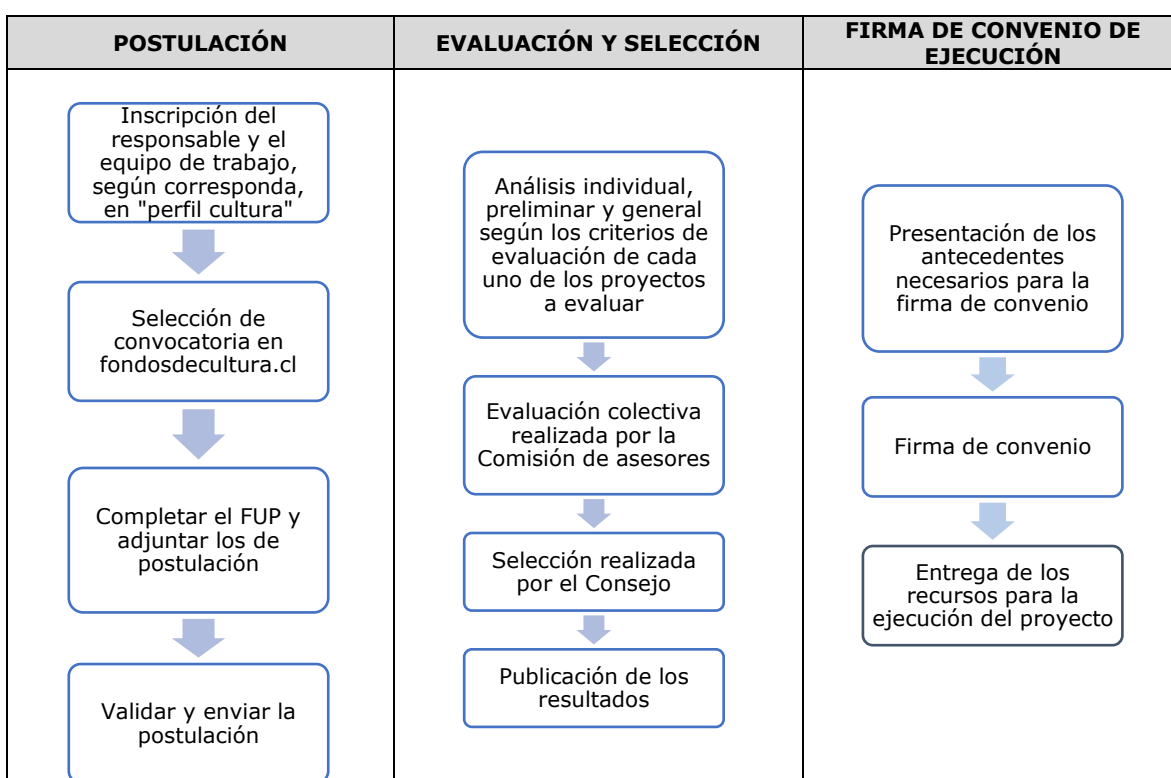 POSTULACIÓN
Inscripción del
responsable y el
equipo de trabajo,
según corresponda,
en "perfil cultura"
Selección de
convocatoria en
fondosdecultura.cl
Completar el FUP y
adjuntar los de
postulación
Validar y enviar la
postulación
EVALUACIÓN Y SELECCIÓN
Análisis individual,
preliminar y general
según los criterios de
evaluación de cada
uno de los proyectos
a evaluar
Evaluación colectiva
realizada por la
Comisión de asesores
Selección realizada
por el Consejo
Publicación de los
resultados
FIRMA DE CONVENIO DE
EJECUCIÓN
Presentación de los
antecedentes
necesarios para la
firma de convenio
Firma de convenio
Entrega de los
recursos para la
ejecución del proyecto